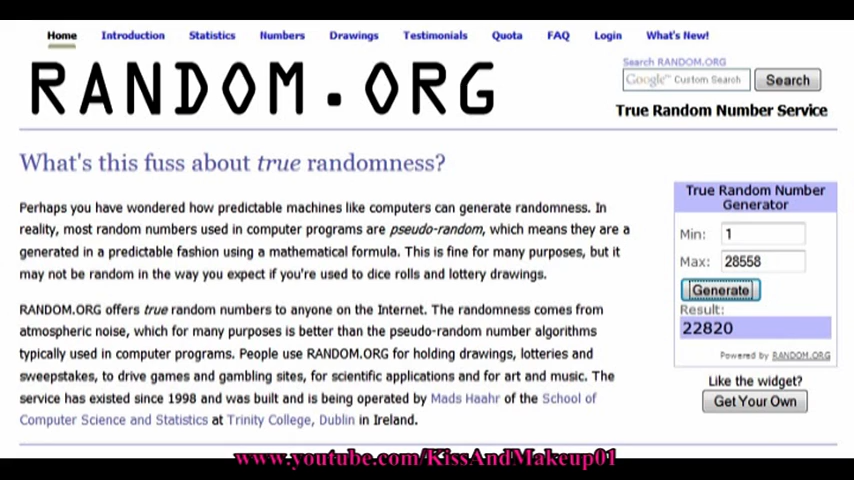 Home Introduction Statistics Numbers Drawings Testimonials Quota FAQ Login What's New!
RANDOM.ORG
Search RANDOM.ORG
Google™ Custom Search Search
True Random Number Service
What's this fuss about true randomness?
Perhaps you have wondered how predictable machines like computers can generate randomness. In
reality, most random numbers used in computer programs are pseudo-random, which means they are a
generated in a predictable fashion using a mathematical formula. This is fine for many purposes, but it
may not be random in the way you expect if you're used to dice rolls and lottery drawings.
RANDOM.ORG offers true random numbers to anyone on the Internet. The randomness comes from
atmospheric noise, which for many purposes is better than the pseudo-random number algorithms
typically used in computer programs. People use RANDOM.ORG for holding drawings, lotteries and
sweepstakes, to drive games and gambling sites, for scientific applications and for art and music. The
service has existed since 1998 and was built and is being operated by Mads Haahr of the School of
Computer Science and Statistics at Trinity College, Dublin in Ireland.
True Random Number
Generator
Min: 1
Max: 28558
Generate
Result:
22820
Powered by RANDOM.ORG
Like the widget?
Get Your Own
www.youtube.com/KissAndMakeup01